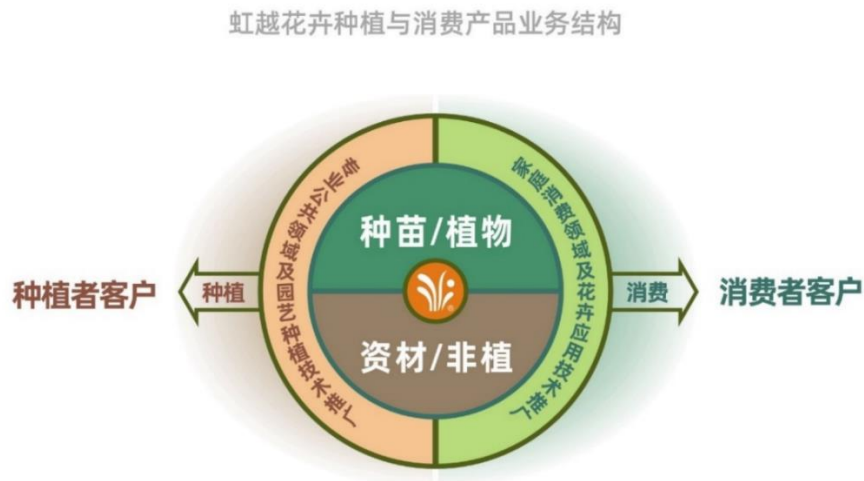 虹越花卉种植与消费产品业务结构
专业公共领域及园艺种植技术推广
家庭消费领域及花卉应用技术推广
种苗/植物
种植者客户
种植
消费
消费者客户
资材/非植